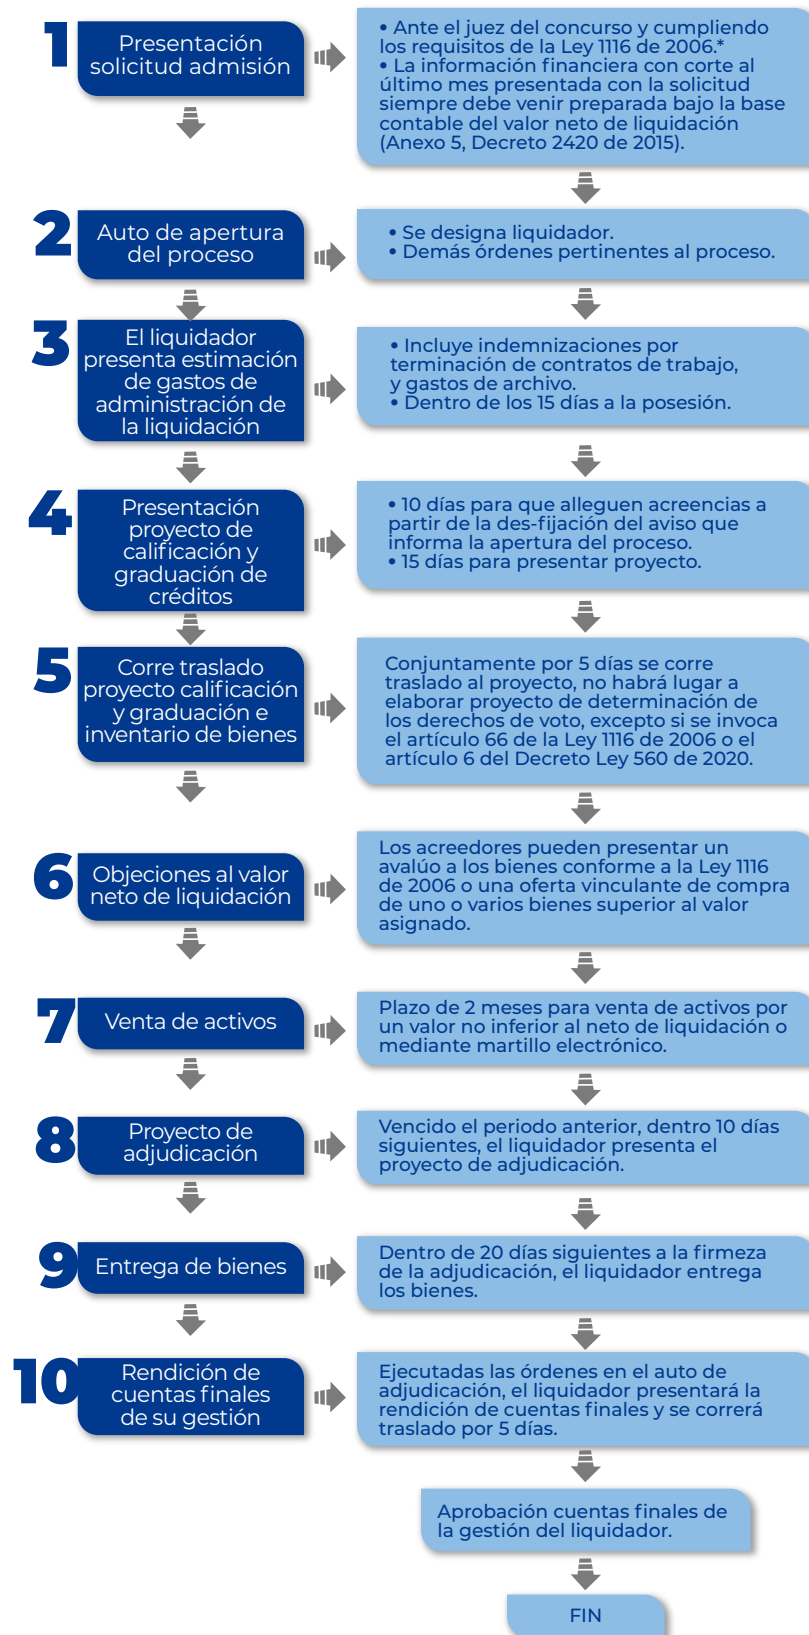 1
Presentación
solicitud admisión
• Ante el juez del concurso y cumpliendo
los requisitos de la Ley 1116 de 2006.*
• La información financiera con corte al
último mes presentada con la solicitud
siempre debe venir preparada bajo la base
contable del valor neto de liquidación
(Anexo 5, Decreto 2420 de 2015).
2
Auto de apertura
del proceso
• Se designa liquidador.
• Demás órdenes pertinentes al proceso.
3
El liquidador
presenta estimación
de gastos de
administración de
la liquidación
• Incluye indemnizaciones por
terminación de contratos de trabajo,
y gastos de archivo.
• Dentro de los 15 días a la posesión.
4
Presentación
proyecto de
calificación y
graduación de
créditos
• 10 días para que alleguen acreencias a
partir de la des-fijación del aviso que
informa la apertura del proceso.
• 15 días para presentar proyecto.
5
Corre traslado
proyecto calificación
y graduación e
inventario de bienes
Conjuntamente por 5 días se corre
traslado al proyecto, no habrá lugar a
elaborar proyecto de determinación de
los derechos de voto, excepto si se invoca
el artículo 66 de la Ley 1116 de 2006 o el
artículo 6 del Decreto Ley 560 de 2020.
6
Objeciones al valor
neto de liquidación
Los acreedores pueden presentar un
avalúo a los bienes conforme a la Ley 1116
de 2006 o una oferta vinculante de compra
de uno o varios bienes superior al valor
asignado.
7
Venta de activos
Plazo de 2 meses para venta de activos por
un valor no inferior al neto de liquidación o
mediante martillo electrónico.
8
Proyecto de
adjudicación
Vencido el periodo anterior, dentro 10 días
siguientes, el liquidador presenta el
proyecto de adjudicación.
9
Entrega de bienes
Dentro de 20 días siguientes a la firmeza
de la adjudicación, el liquidador entrega
los bienes.
10
Rendición de
cuentas finales
de su gestión
Ejecutadas las órdenes en el auto de
adjudicación, el liquidador presentará la
rendición de cuentas finales y se correrá
traslado por 5 días.
Aprobación cuentas finales de
la gestión del liquidador.
FIN